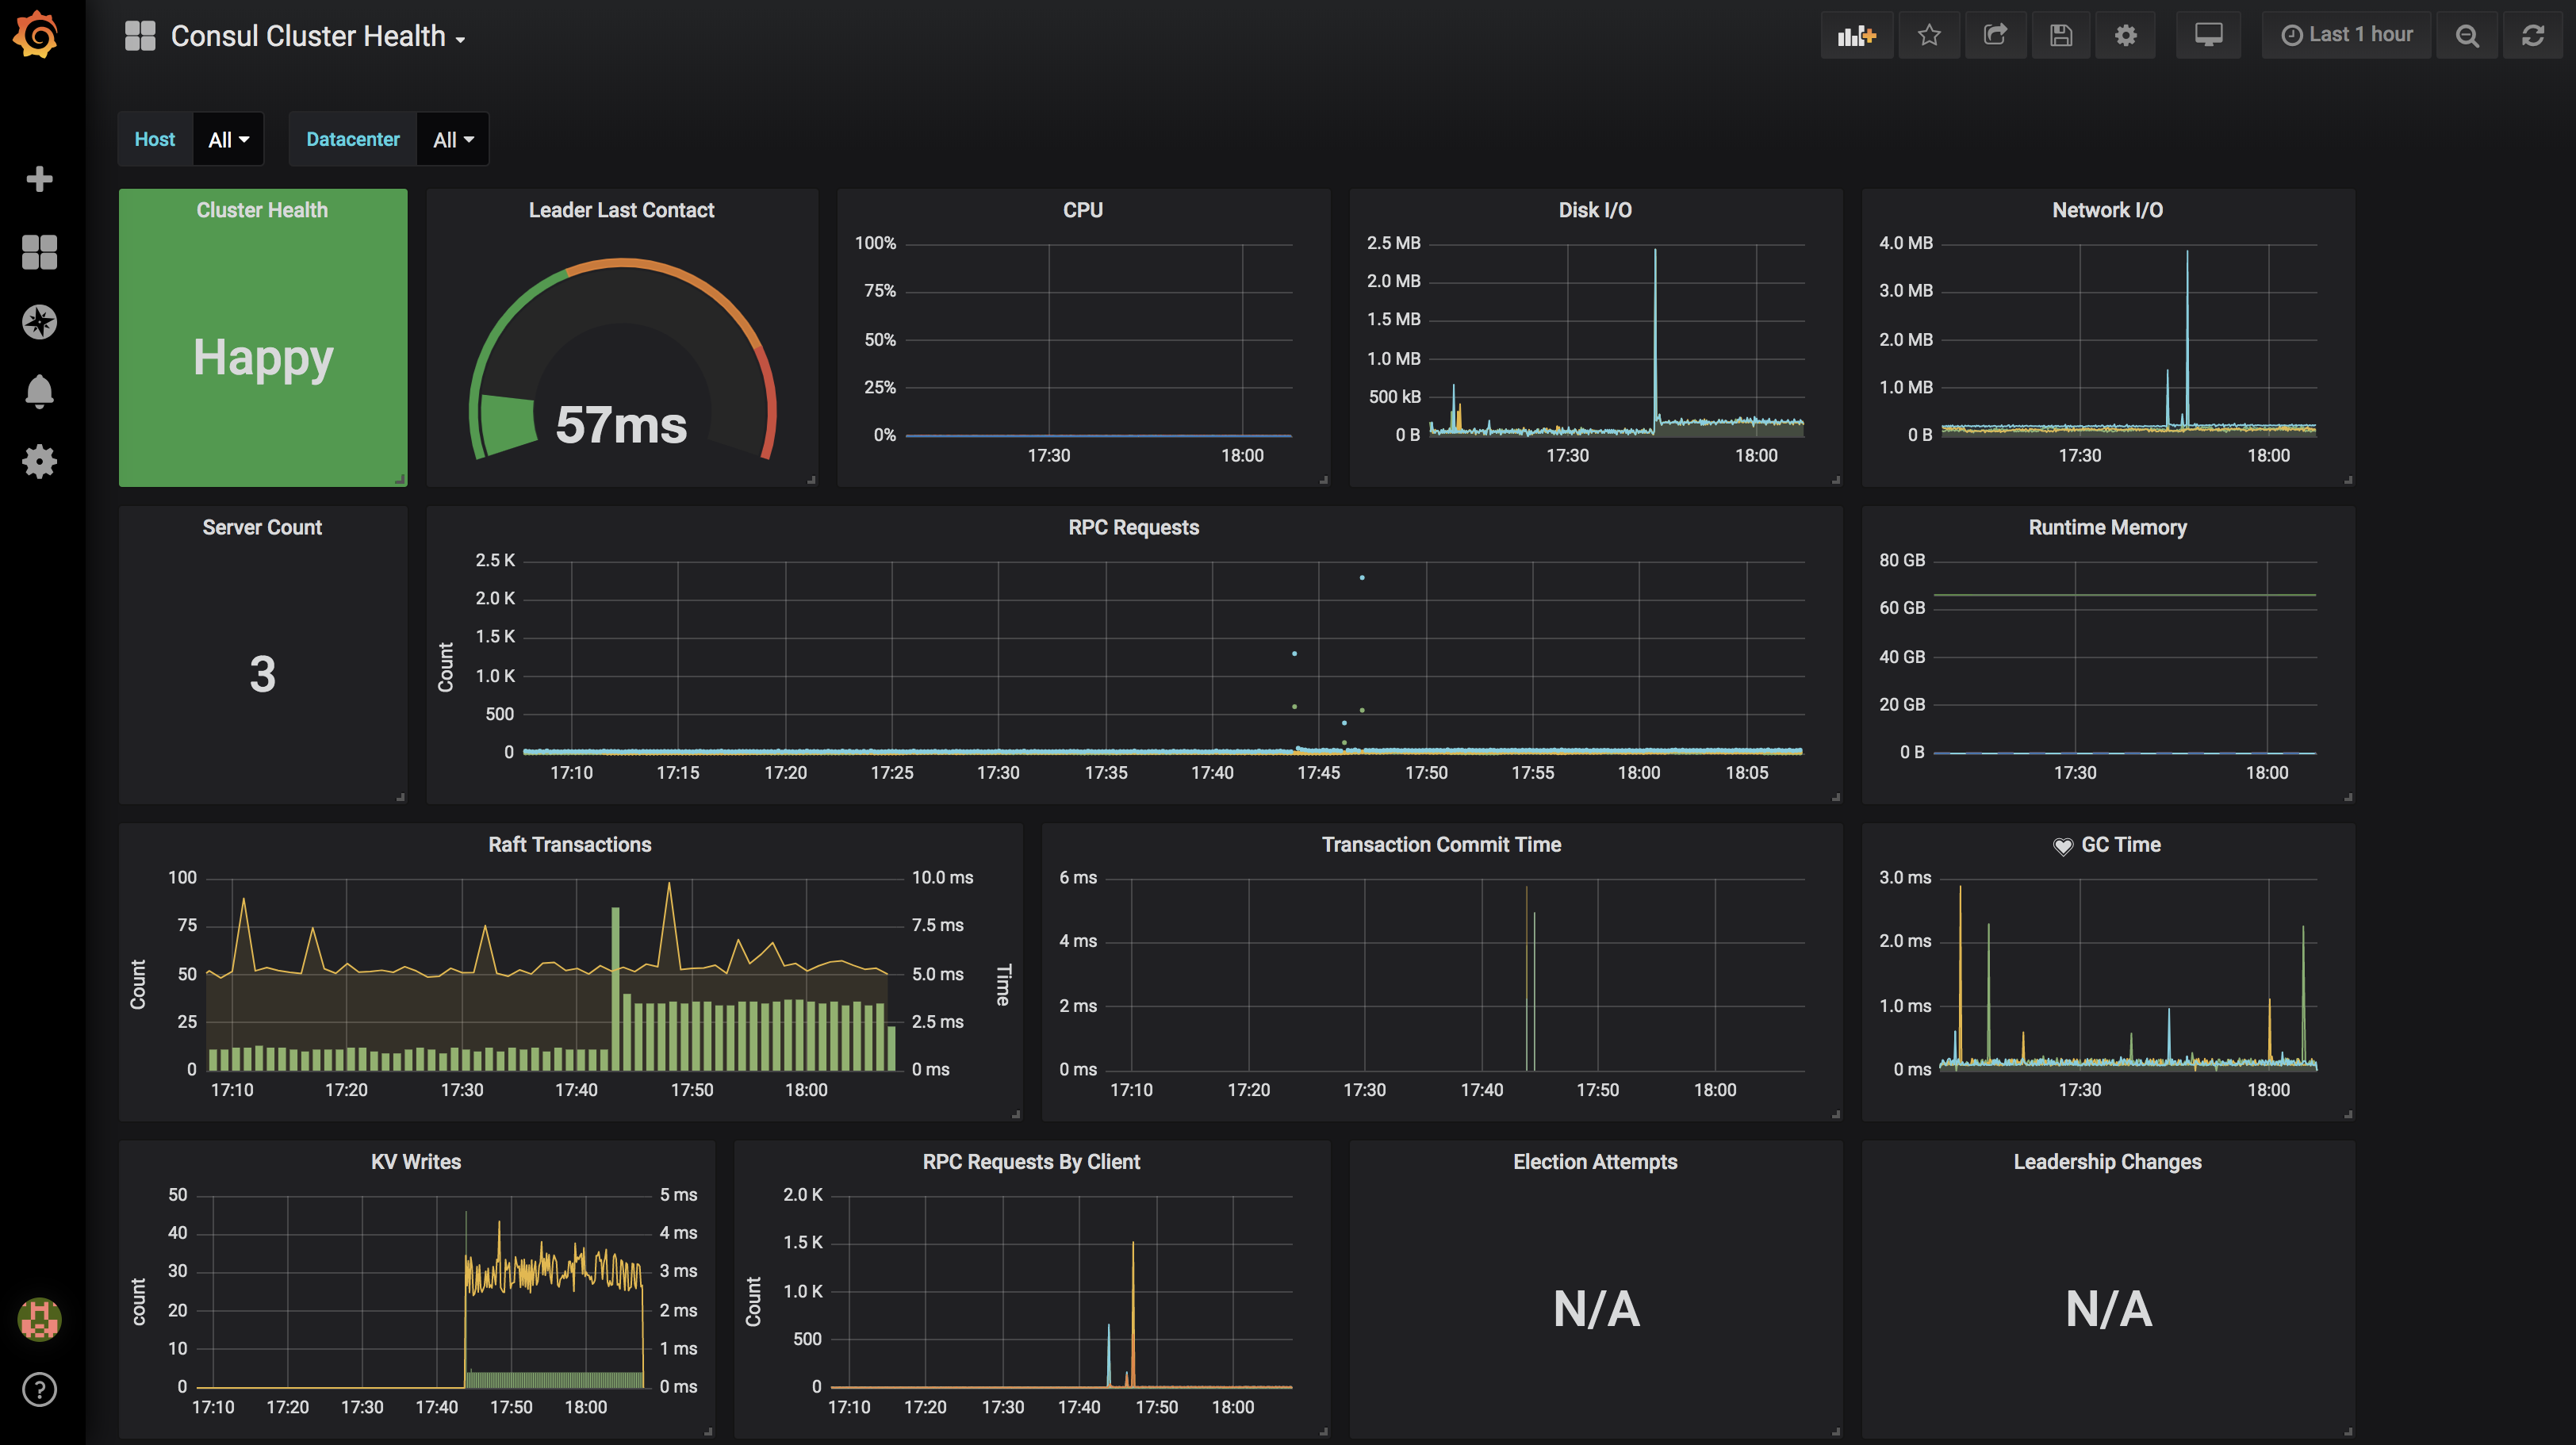 Consul Cluster Health
Last 1 hour
Host All Datacenter All
Cluster Health
Happy
Leader Last Contact
57ms
CPU
100%
75%
50%
25%
0%
17:30 18:00
Disk I/O
2.5 MB
2.0 MB
1.5 MB
1.0 MB
500 kB
0 B
17:30 18:00
Network I/O
4.0 MB
3.0 MB
2.0 MB
1.0 MB
0 B
17:30 18:00
Server Count
3
RPC Requests
Count
2.5 K
2.0 K
1.5 K
1.0 K
500
0
17:10 17:15 17:20 17:25 17:30 17:35 17:40 17:45 17:50 17:55 18:00 18:05
Runtime Memory
80 GB
60 GB
40 GB
20 GB
0 B
17:30 18:00
Raft Transactions
Count
100
75
50
25
0
10.0 ms
7.5 ms
5.0 ms
2.5 ms
0 ms
Time
17:10 17:20 17:30 17:40 17:50 18:00
Transaction Commit Time
6 ms
4 ms
2 ms
0 ms
17:10 17:20 17:30 17:40 17:50 18:00
GC Time
3.0 ms
2.0 ms
1.0 ms
0 ms
17:30 18:00
KV Writes
count
50
40
30
20
10
0
5 ms
4 ms
3 ms
2 ms
1 ms
0 ms
17:10 17:20 17:30 17:40 17:50 18:00
RPC Requests By Client
Count
2.0 K
1.5 K
1.0 K
500
0
17:10 17:20 17:30 17:40 17:50 18:00
Election Attempts
N/A
Leadership Changes
N/A
?